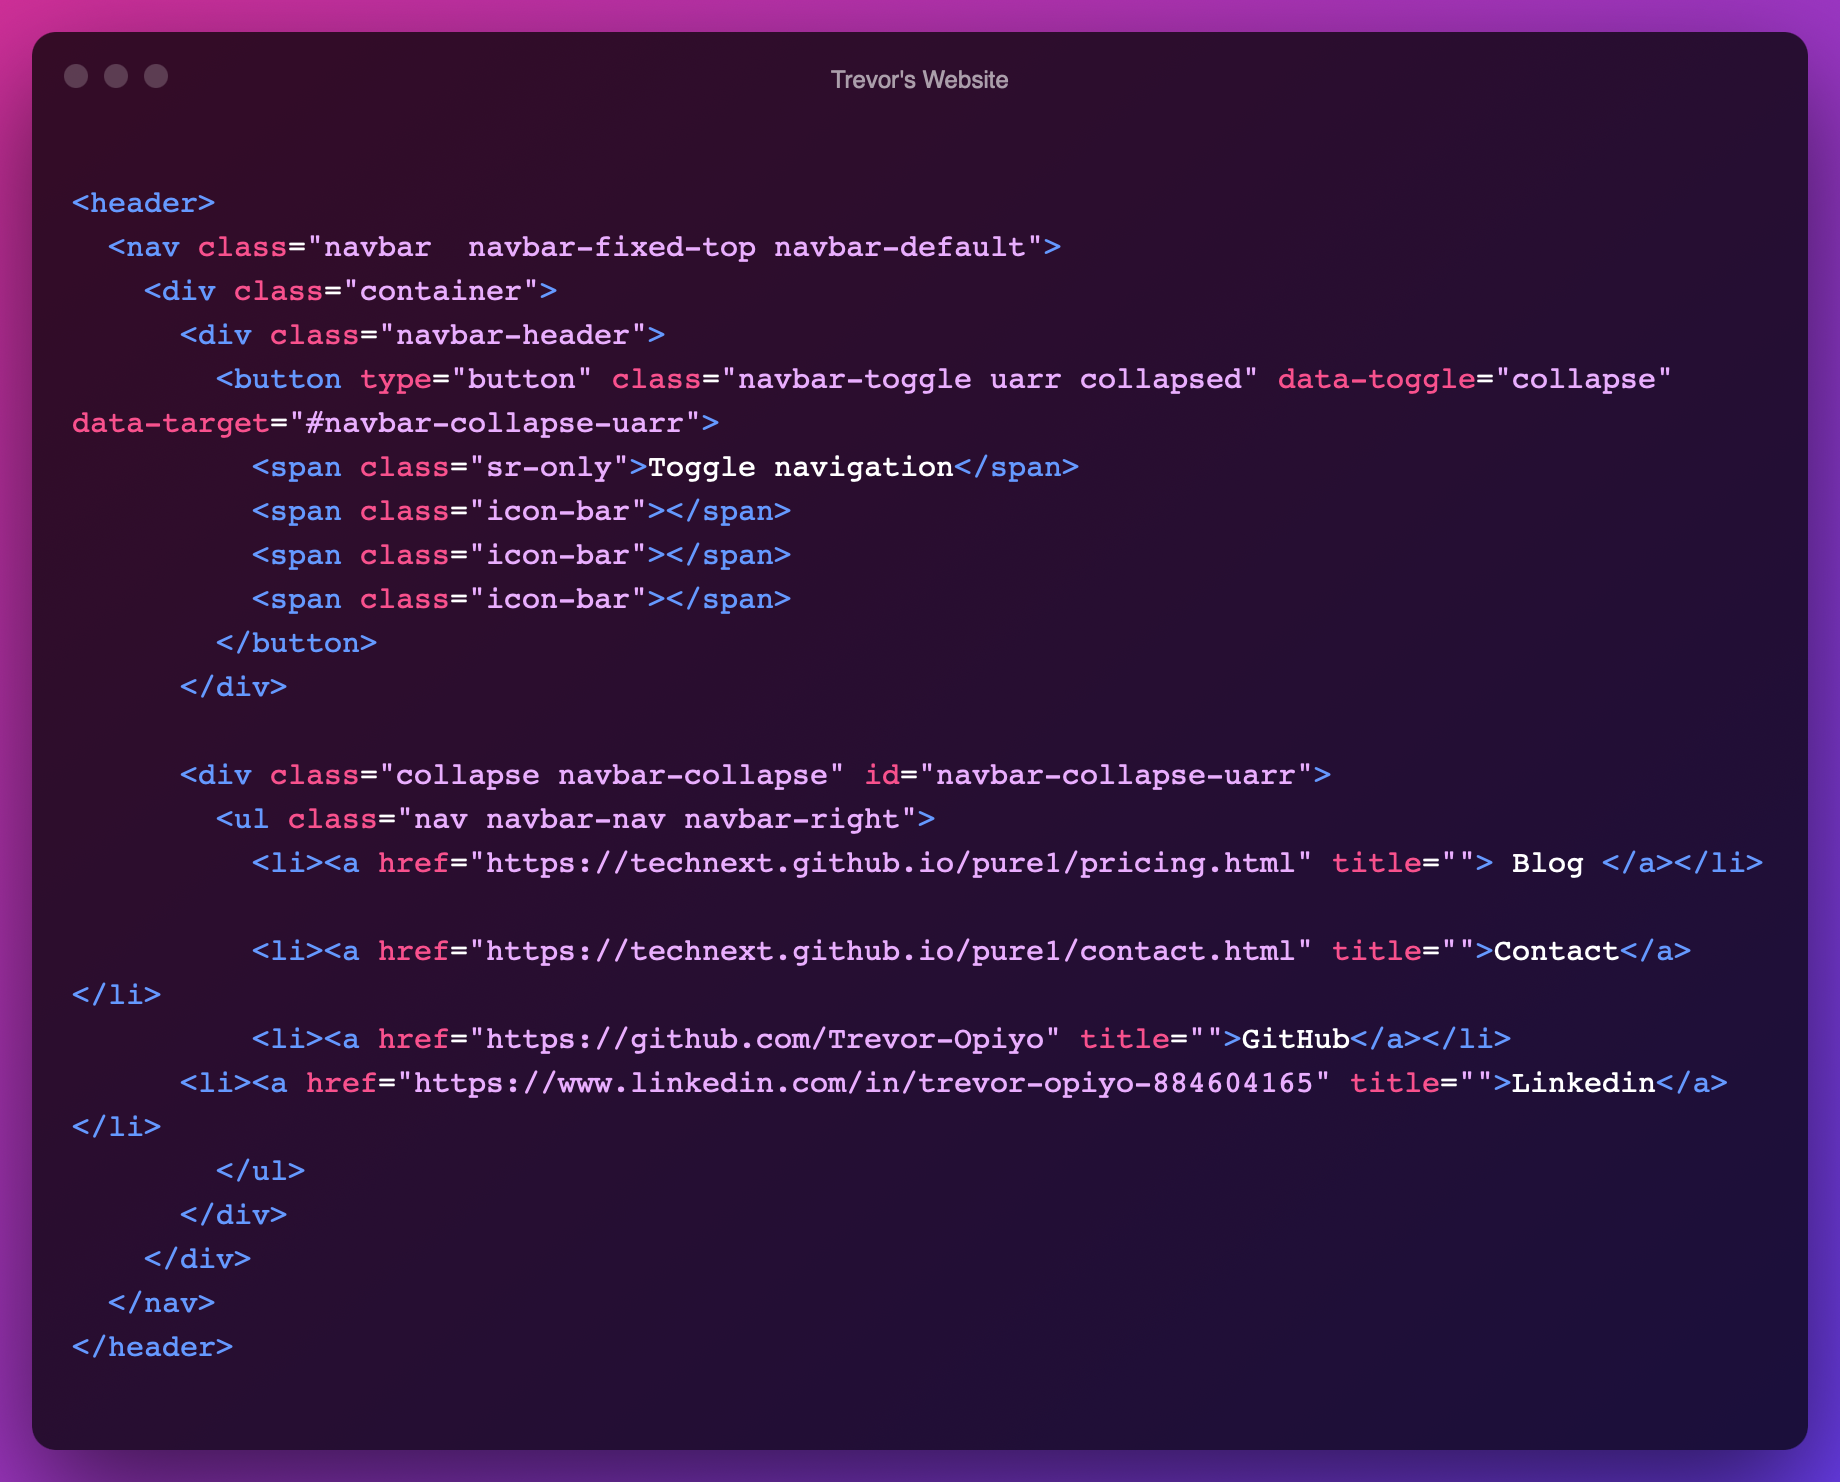 Trevor's Website
<header>
  <nav class="navbar  navbar-fixed-top navbar-default">
    <div class="container">
      <div class="navbar-header">
        <button type="button" class="navbar-toggle uarr collapsed" data-toggle="collapse"
data-target="#navbar-collapse-uarr">
          <span class="sr-only">Toggle navigation</span>
          <span class="icon-bar"></span>
          <span class="icon-bar"></span>
          <span class="icon-bar"></span>
        </button>
      </div>

      <div class="collapse navbar-collapse" id="navbar-collapse-uarr">
        <ul class="nav navbar-nav navbar-right">
          <li><a href="https://technext.github.io/pure1/pricing.html" title=""> Blog </a></li>

          <li><a href="https://technext.github.io/pure1/contact.html" title="">Contact</a>
</li>
          <li><a href="https://github.com/Trevor-Opiyo" title="">GitHub</a></li>
      <li><a href="https://www.linkedin.com/in/trevor-opiyo-884604165" title="">Linkedin</a>
</li>
        </ul>
      </div>
    </div>
  </nav>
</header>